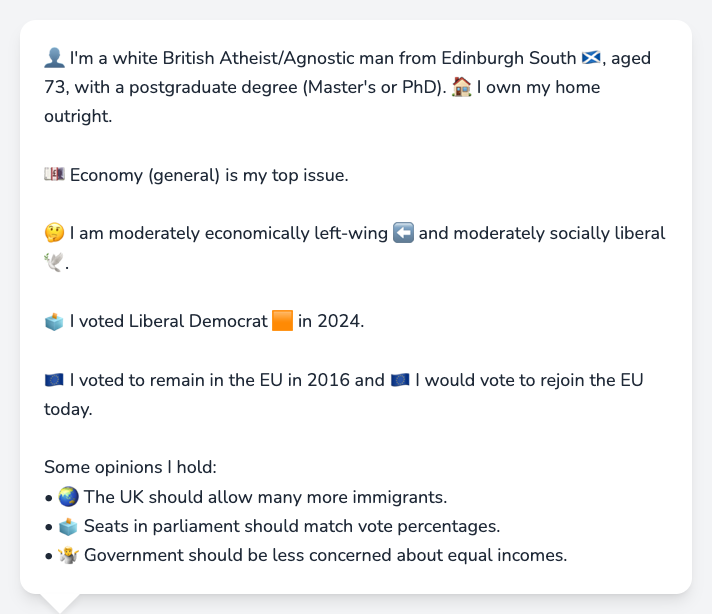 👤 I'm a white British Atheist/Agnostic man from Edinburgh South 🏴󠁧󠁢󠁳󠁣󠁴󠁿, aged
73, with a postgraduate degree (Master's or PhD). 🏠 I own my home
outright.
💷 Economy (general) is my top issue.
🤔 I am moderately economically left-wing ⬅️ and moderately socially liberal
🕊️.
🗳️ I voted Liberal Democrat 🟧 in 2024.
🇪🇺 I voted to remain in the EU in 2016 and 🇪🇺 I would vote to rejoin the EU
today.
Some opinions I hold:
• 🌏 The UK should allow many more immigrants.
• 🗳️ Seats in parliament should match vote percentages.
• 🤷 Government should be less concerned about equal incomes.